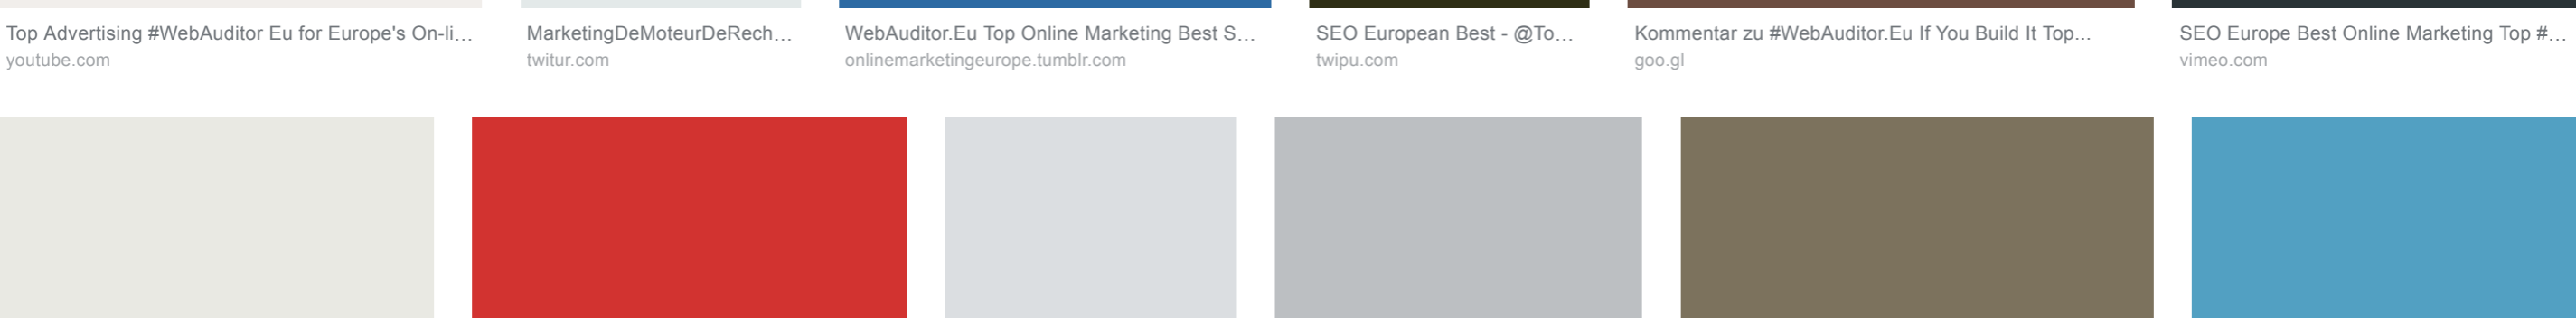 Top Advertising #WebAuditor Eu for Europe's On-li...
youtube.com
MarketingDeMoteurDeRech...
twitur.com
WebAuditor.Eu Top Online Marketing Best S...
onlinemarketingeurope.tumblr.com
SEO European Best - @To...
twipu.com
Kommentar zu #WebAuditor.Eu If You Build It Top...
goo.gl
SEO Europe Best Online Marketing Top #...
vimeo.com